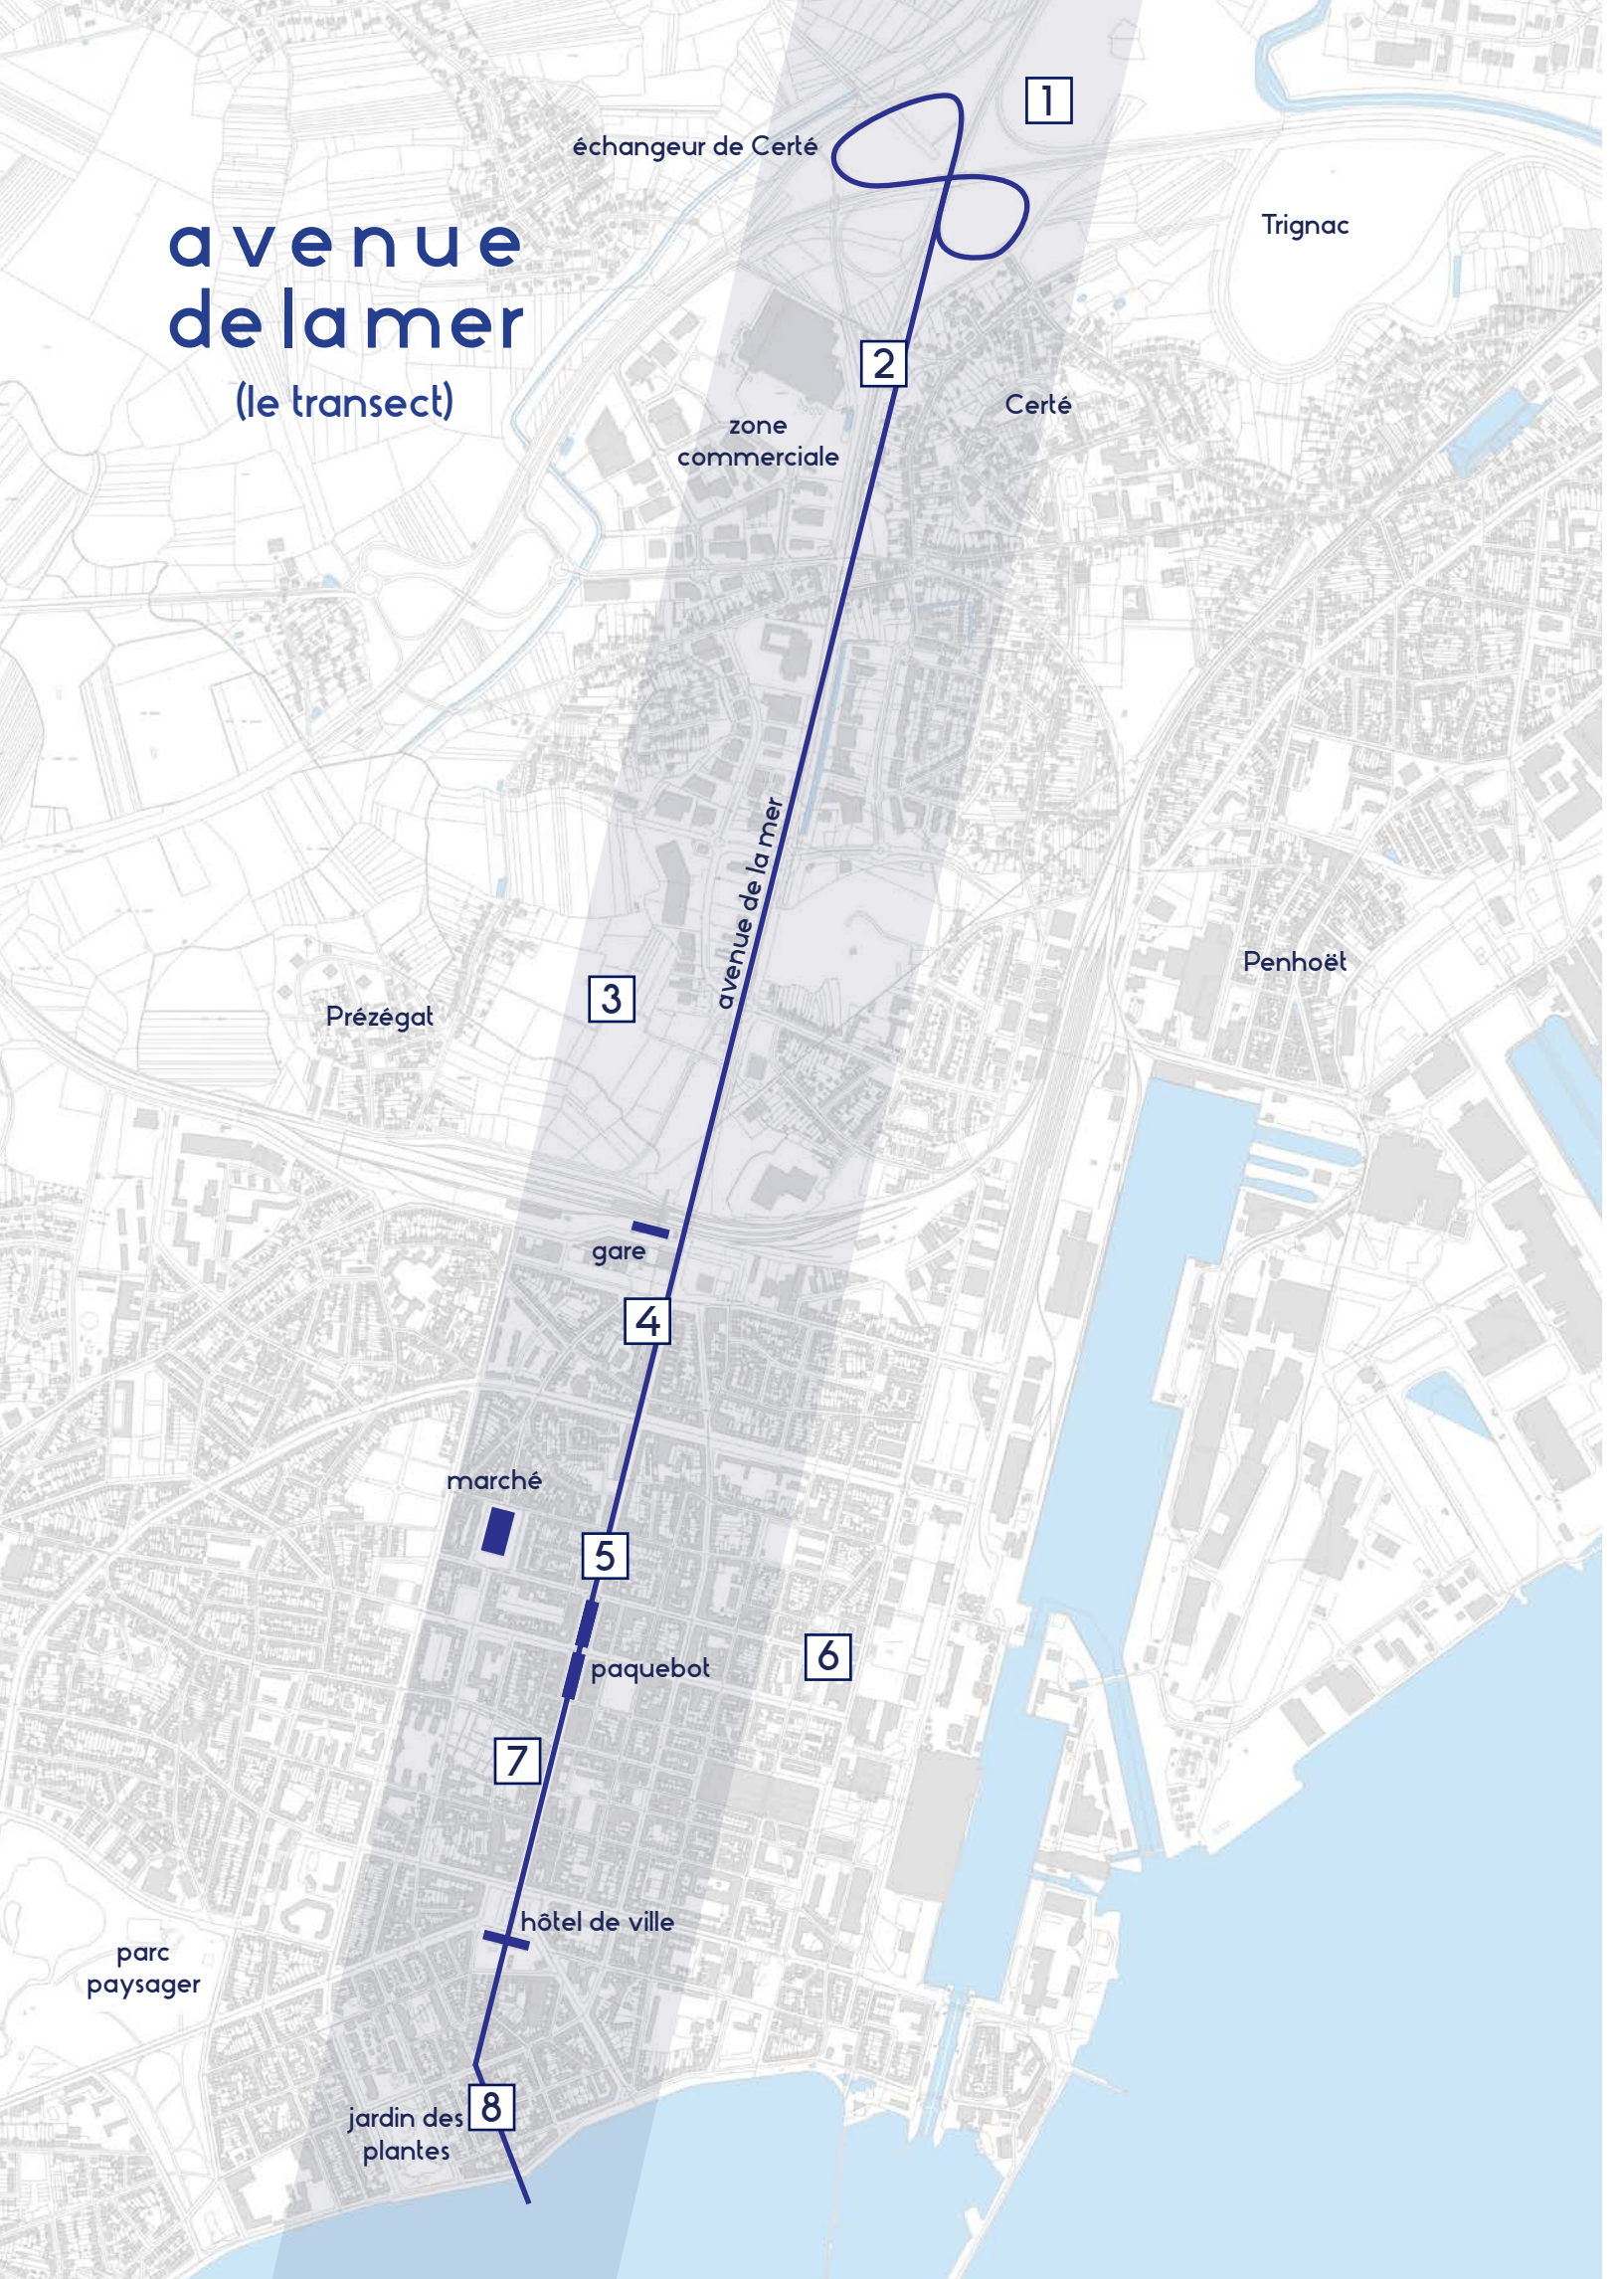 1
échangeur de Certé
Trignac
avenue
de la mer
(le transect)
2
Certé
zone
commerciale
avenue de la mer
Penhoët
3
Prézégat
gare
4
marché
5
6
paquebot
7
hôtel de ville
parc
paysager
8
jardin des
plantes